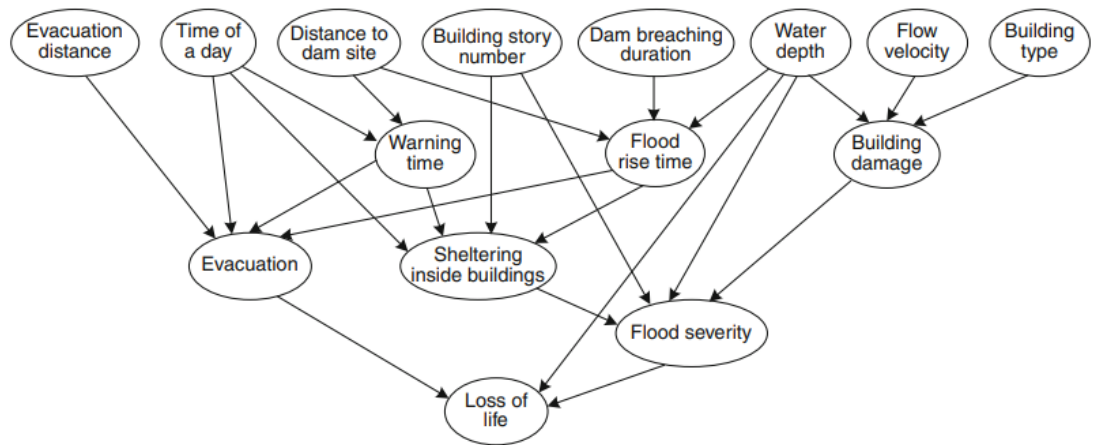 Evacuation
distance
Time of
a day
Distance to
dam site
Building story
number
Dam breaching
duration
Water
depth
Flow
velocity
Building
type
Warning
time
Flood
rise time
Building
damage
Evacuation
Sheltering
inside buildings
Flood severity
Loss of
life